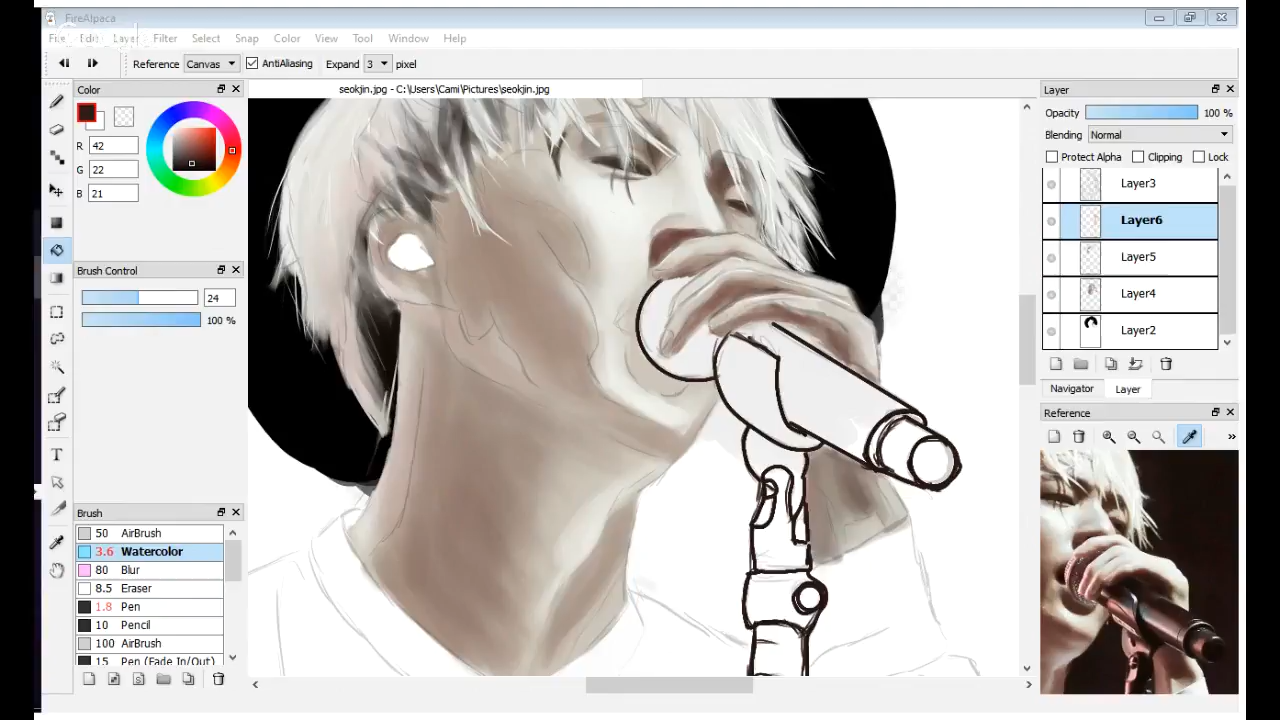 FireAlpaca
File Edit Layer Filter Select Snap Color View Tool Window Help
Reference Canvas AntiAliasing Expand 3 pixel
Color
seokjin.jpg - C:\Users\Cami\Pictures\seokjin.jpg
R 42
G 22
B 21
Brush Control
24
100 %
Brush
50 AirBrush
3.6 Watercolor
80 Blur
8.5 Eraser
1.8 Pen
10 Pencil
100 AirBrush
15 Pen (Fade In/Out)
Layer
Opacity 100 %
Blending Normal
Protect Alpha Clipping Lock
Layer3
Layer6
Layer5
Layer4
Layer2
Navigator Layer
Reference